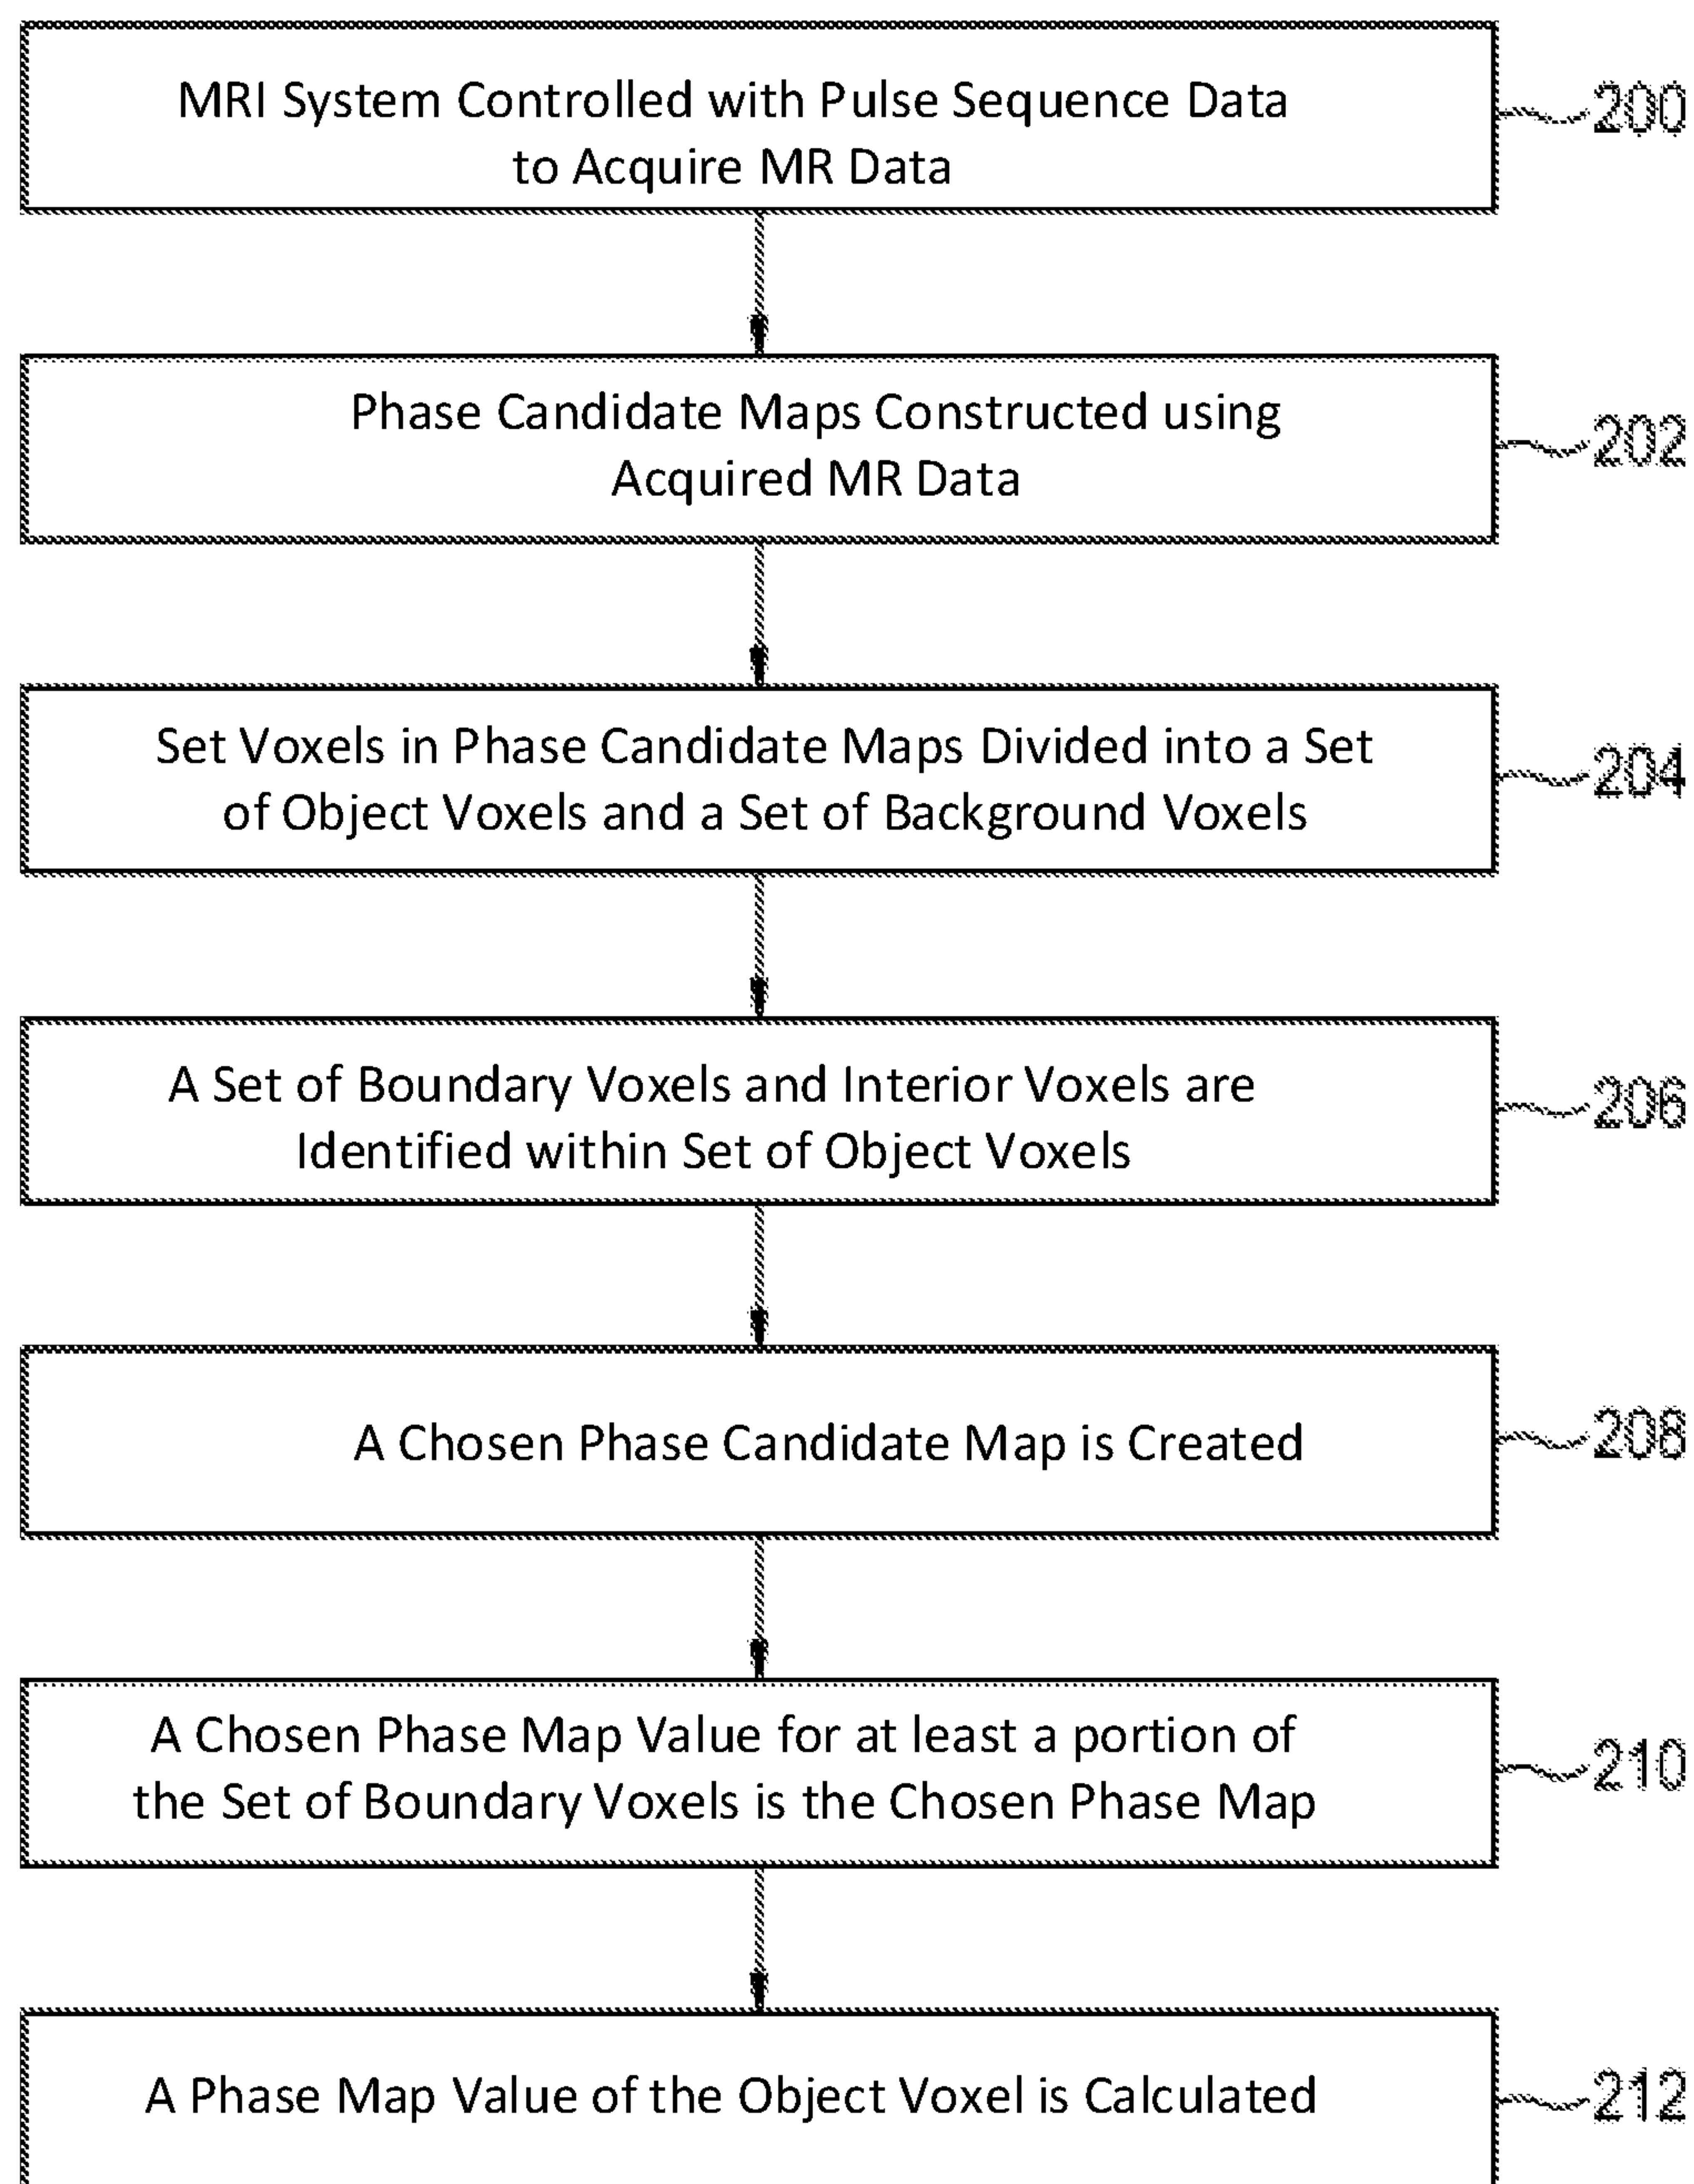 MRI System Controlled with Pulse Sequence Data
to Acquire MR Data
200
Phase Candidate Maps Constructed using
Acquired MR Data
202
Set Voxels in Phase Candidate Maps Divided into a Set
of Object Voxels and a Set of Background Voxels
204
A Set of Boundary Voxels and Interior Voxels are
Identified within Set of Object Voxels
206
A Chosen Phase Candidate Map is Created
208
A Chosen Phase Map Value for at least a portion of
the Set of Boundary Voxels is the Chosen Phase Map
210
A Phase Map Value of the Object Voxel is Calculated
212